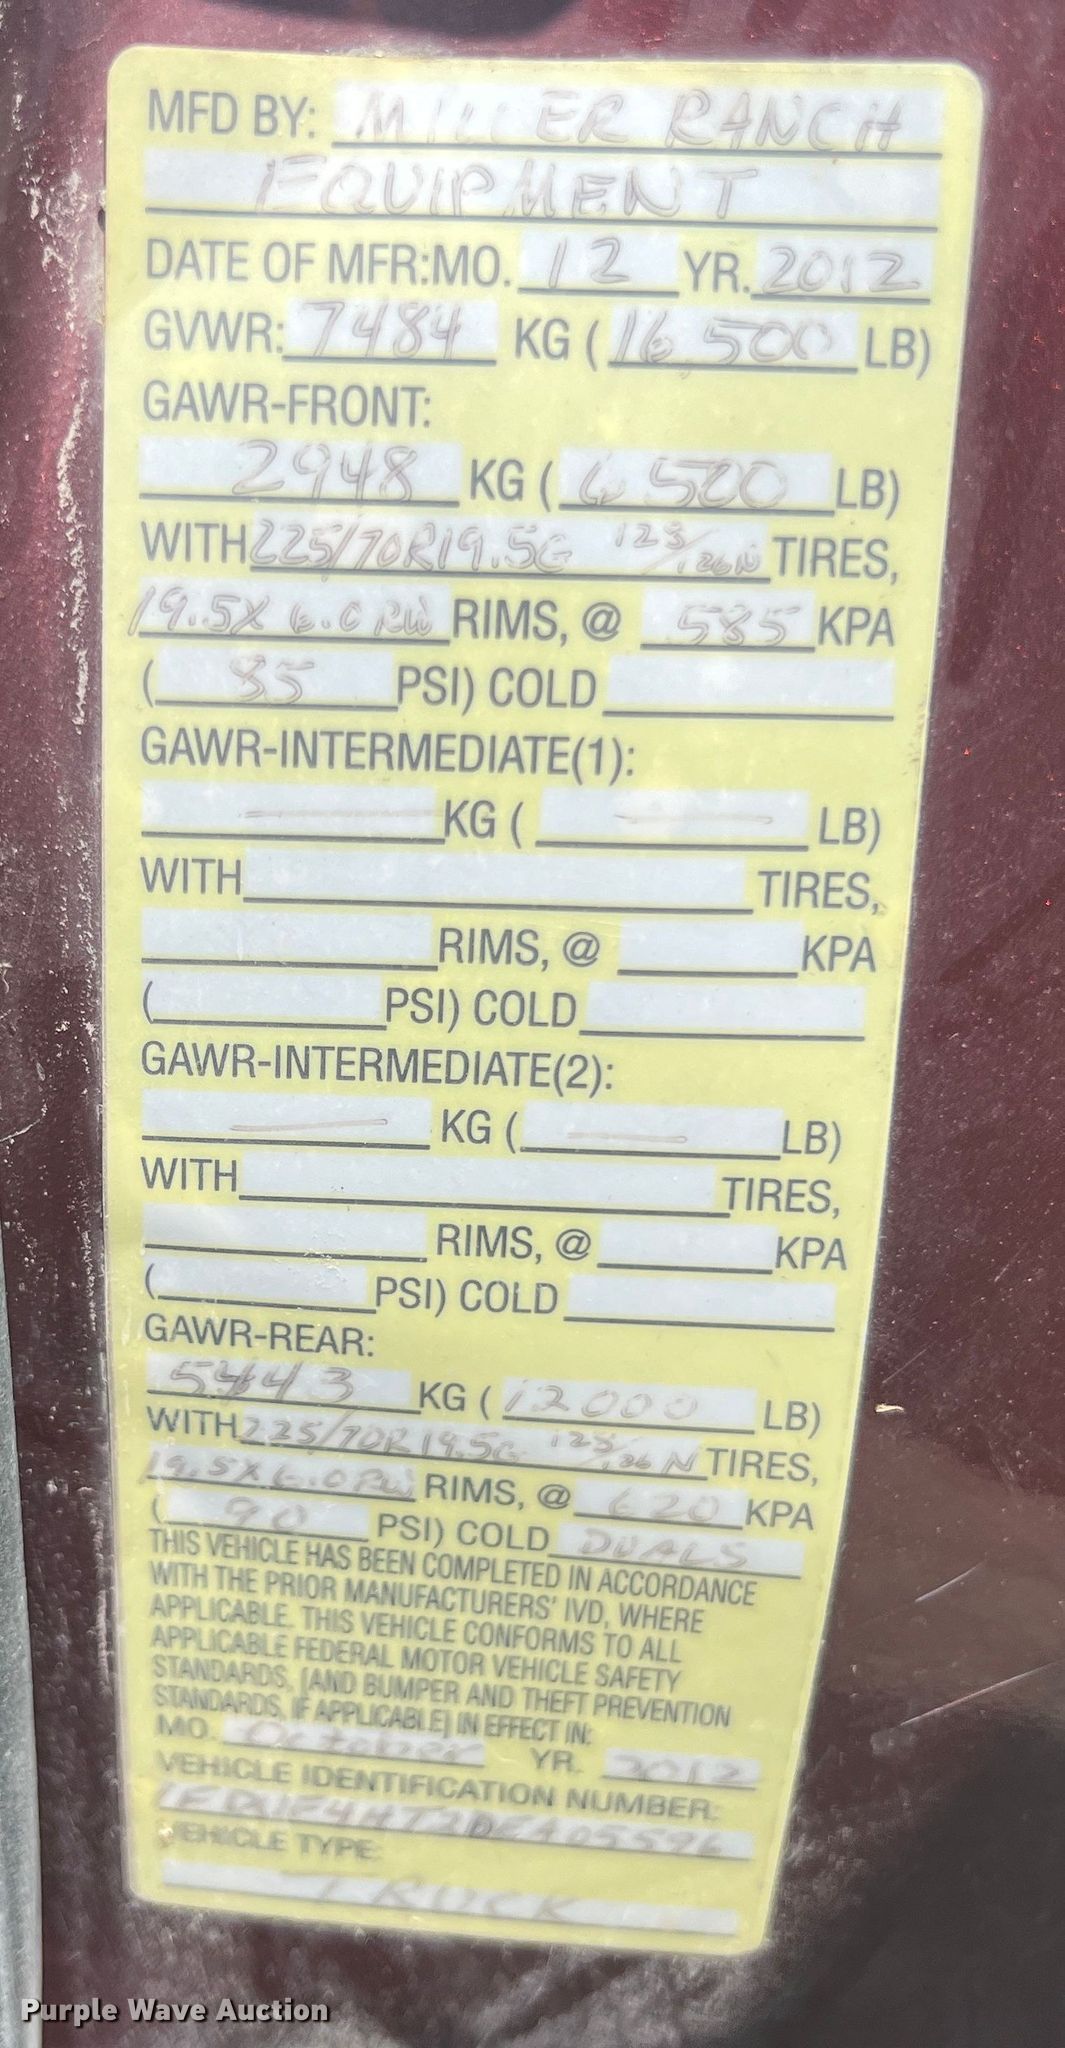 MFD BY: MILLER RANCH
EQUIPMENT
DATE OF MFR:MO. 12 YR. 2012
GVWR: 7484 KG (16,500 LB)
GAWR-FRONT:
2948 KG (6500 LB)
WITH 225/70R19.5G 128/126N TIRES,
19.5X6.0 RW RIMS, @ 585 KPA
(85 PSI) COLD
GAWR-INTERMEDIATE(1):
— KG ( — LB)
WITH TIRES,
RIMS, @ KPA
( PSI) COLD
GAWR-INTERMEDIATE(2):
— KG ( — LB)
WITH TIRES,
RIMS, @ KPA
( PSI) COLD
GAWR-REAR:
5443 KG (12000 LB)
WITH 225/70R19.5G 128/126N TIRES,
19.5X6.0RW RIMS, @ 620 KPA
(90 PSI) COLD DUALS
THIS VEHICLE HAS BEEN COMPLETED IN ACCORDANCE
WITH THE PRIOR MANUFACTURERS' IVD, WHERE
APPLICABLE. THIS VEHICLE CONFORMS TO ALL
APPLICABLE FEDERAL MOTOR VEHICLE SAFETY
STANDARDS, [AND BUMPER AND THEFT PREVENTION
STANDARDS, IF APPLICABLE] IN EFFECT IN:
MO. October YR. 2012
VEHICLE IDENTIFICATION NUMBER:
VEHICLE TYPE:
TRUCK
Purple Wave Auction